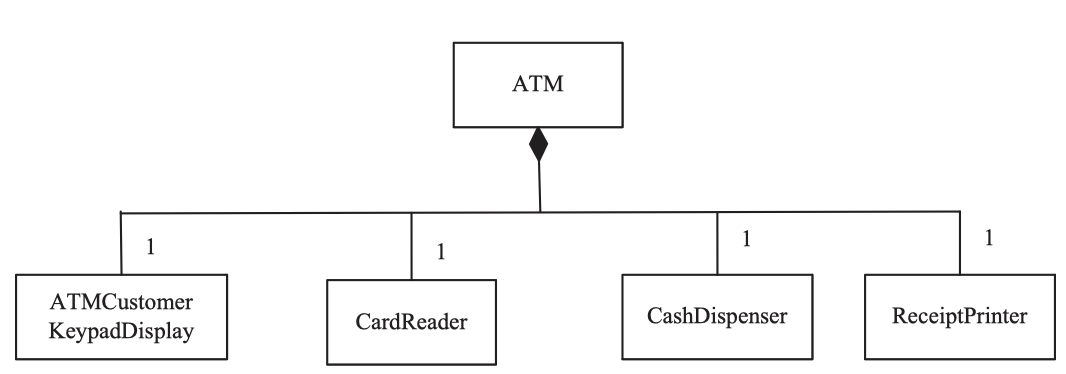 ATM
1
1
1
1
ATMCustomer
KeypadDisplay
CardReader
CashDispenser
ReceiptPrinter